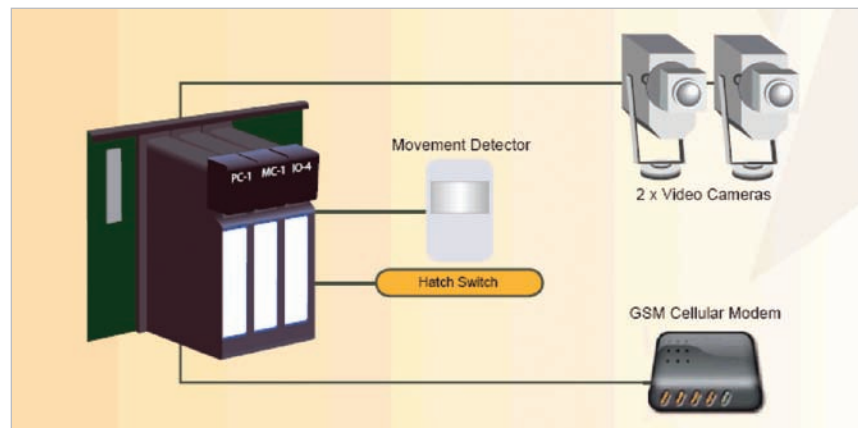 PC-1 MC-1 IO-4
Movement Detector
2 x Video Cameras
Hatch Switch
GSM Cellular Modem